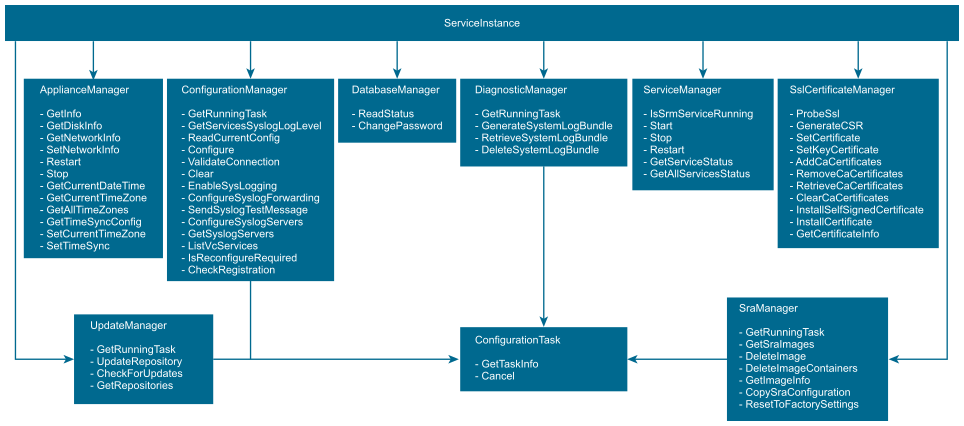 ServiceInstance
ApplianceManager
- GetInfo
- GetDiskInfo
- GetNetworkInfo
- SetNetworkInfo
- Restart
- Stop
- GetCurrentDateTime
- GetCurrentTimeZone
- GetAllTimeZones
- GetTimeSyncConfig
- SetCurrentTimeZone
- SetTimeSync
ConfigurationManager
- GetRunningTask
- GetServicesSyslogLogLevel
- ReadCurrentConfig
- Configure
- ValidateConnection
- Clear
- EnableSysLogging
- ConfigureSyslogForwarding
- SendSyslogTestMessage
- ConfigureSyslogServers
- GetSyslogServers
- ListVcServices
- IsReconfigureRequired
- CheckRegistration
DatabaseManager
- ReadStatus
- ChangePassword
DiagnosticManager
- GetRunningTask
- GenerateSystemLogBundle
- RetrieveSystemLogBundle
- DeleteSystemLogBundle
ServiceManager
- IsSrmServiceRunning
- Start
- Stop
- Restart
- GetServiceStatus
- GetAllServicesStatus
SslCertificateManager
- ProbeSsl
- GenerateCSR
- SetCertificate
- SetKeyCertificate
- AddCaCertificates
- RemoveCaCertificates
- RetrieveCaCertificates
- ClearCaCertificates
- InstallSelfSignedCertificate
- InstallCertificate
- GetCertificateInfo
UpdateManager
- GetRunningTask
- UpdateRepository
- CheckForUpdates
- GetRepositories
ConfigurationTask
- GetTaskInfo
- Cancel
SraManager
- GetRunningTask
- GetSraImages
- DeleteImage
- DeleteImageContainers
- GetImageInfo
- CopySraConfiguration
- ResetToFactorySettings